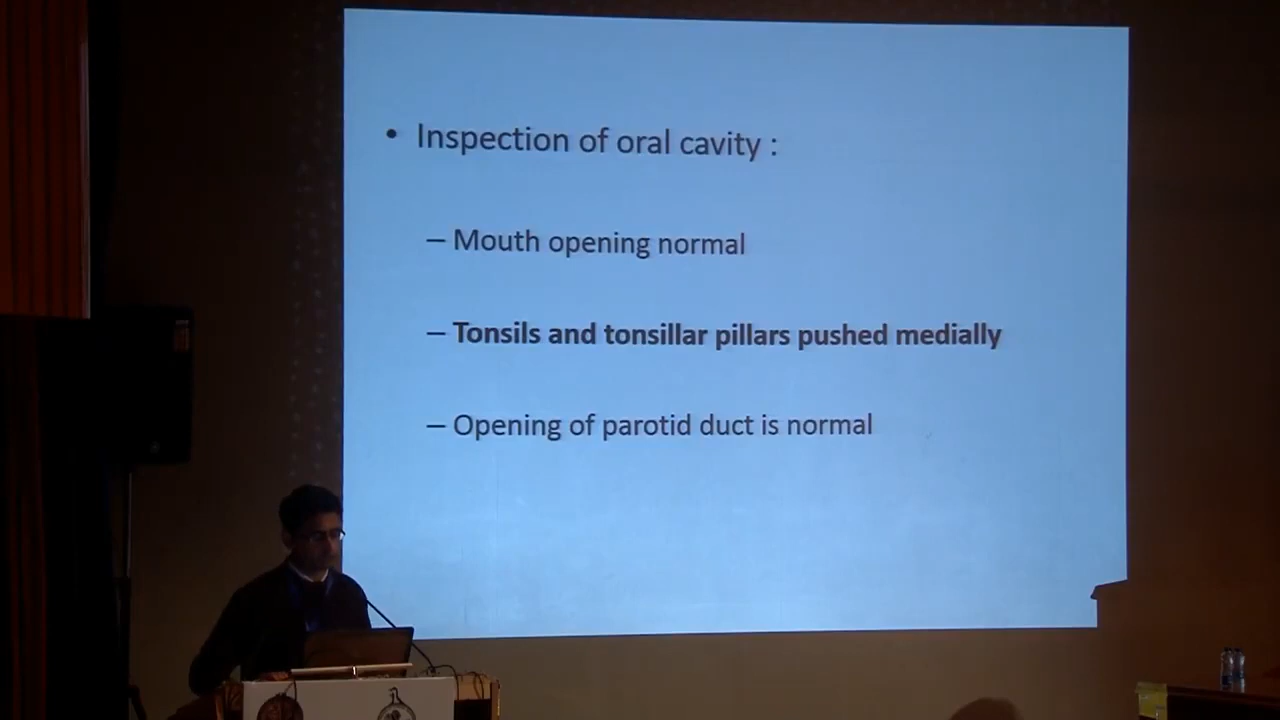 • Inspection of oral cavity :
– Mouth opening normal
– Tonsils and tonsillar pillars pushed medially
– Opening of parotid duct is normal